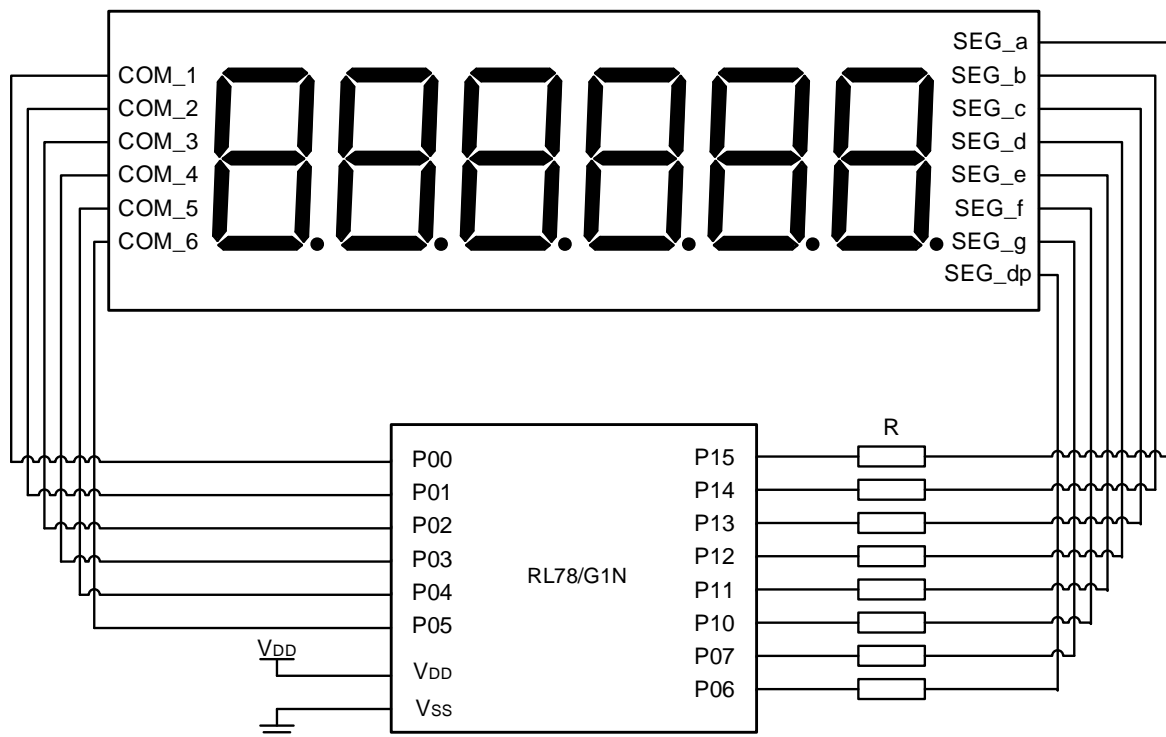 SEG_a
COM_1
SEG_b
COM_2
SEG_c
COM_3
SEG_d
COM_4
SEG_e
COM_5
SEG_f
COM_6
SEG_g
SEG_dp
R
P00
P15
P01
P14
P02
P13
P03
P12
RL78/G1N
P04
P11
P05
P10
VDD
P07
VDD
P06
VSS